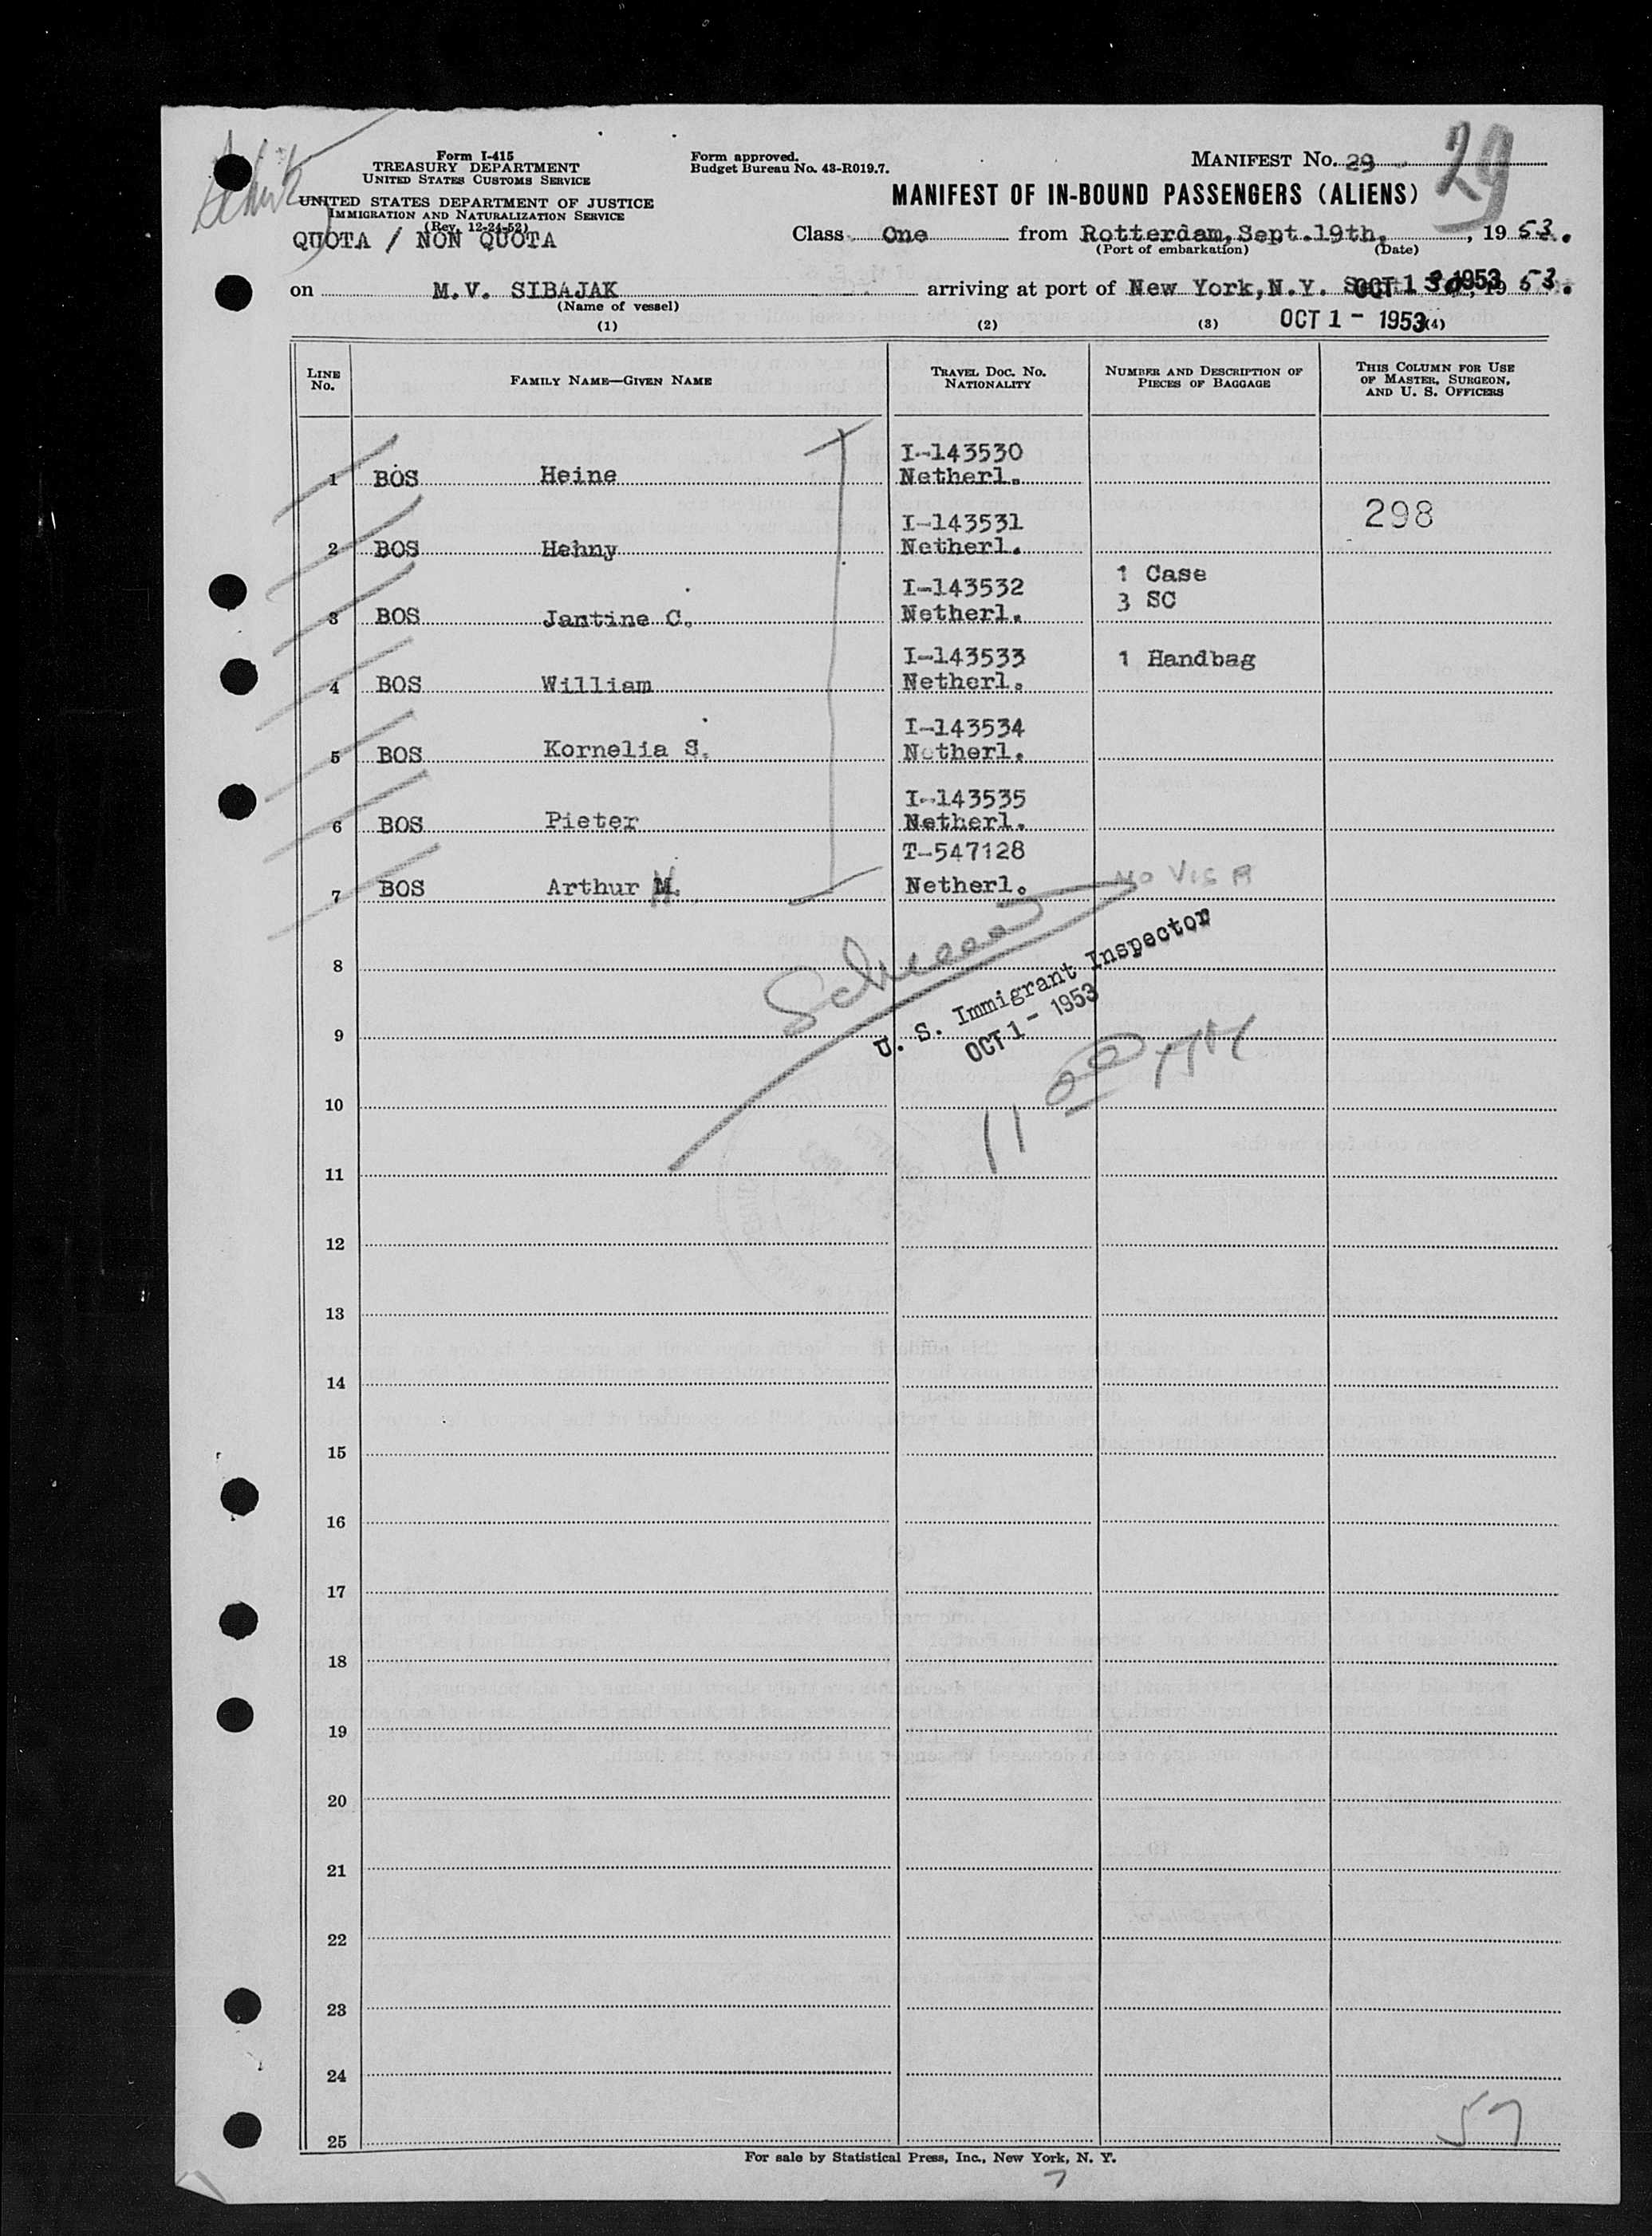 Form I-415
TREASURY DEPARTMENT
UNITED STATES CUSTOMS SERVICE
UNITED STATES DEPARTMENT OF JUSTICE
IMMIGRATION AND NATURALIZATION SERVICE
(Rev. 12-24-52)
QUOTA / NON QUOTA
Form approved.
Budget Bureau No. 43-R019.7.
MANIFEST No. 29
29
MANIFEST OF IN-BOUND PASSENGERS (ALIENS)
Class One from Rotterdam, Sept.19th, 1953.
(Port of embarkation) (Date)
on M.V. SIBAJAK arriving at port of New York,N.Y. OCT 1 1953, 1953.
(Name of vessel)
OCT 1 - 1953
(1) (2) (3) (4)
LINE No. FAMILY NAME—GIVEN NAME TRAVEL DOC. NO. NATIONALITY NUMBER AND DESCRIPTION OF PIECES OF BAGGAGE THIS COLUMN FOR USE OF MASTER, SURGEON, AND U. S. OFFICERS
I-143530
1 BOS Heine Netherl.
298
I-143531
2 BOS Hehny Netherl.
1 Case
I-143532
3 SC
3 BOS Jantine C. Netherl.
I-143533 1 Handbag
4 BOS William Netherl.
I-143534
5 BOS Kornelia S. Netherl.
I-143535
6 BOS Pieter Netherl.
T-547128
NO VISA
7 BOS Arthur M. Netherl.
8
U. S. Immigrant Inspector
OCT 1 - 1953
9
10
11
11
12
13
14
15
16
17
18
19
20
21
22
23
24
57
25
For sale by Statistical Press, Inc., New York, N. Y.
7